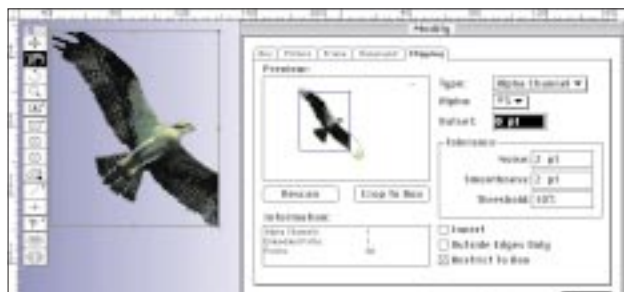 Modify
Box Picture Frame Runaround Clipping
Preview:
Type: Alpha Channel
Alpha:
Outset: 0 pt
Tolerance
Noise: 2 pt
Smoothness: 2 pt
Threshold: 10%
Rescan Crop To Box
Information:
Alpha Channels: 1
Embedded Paths: 1
Points:
Invert
Outside Edges Only
Restrict To Box